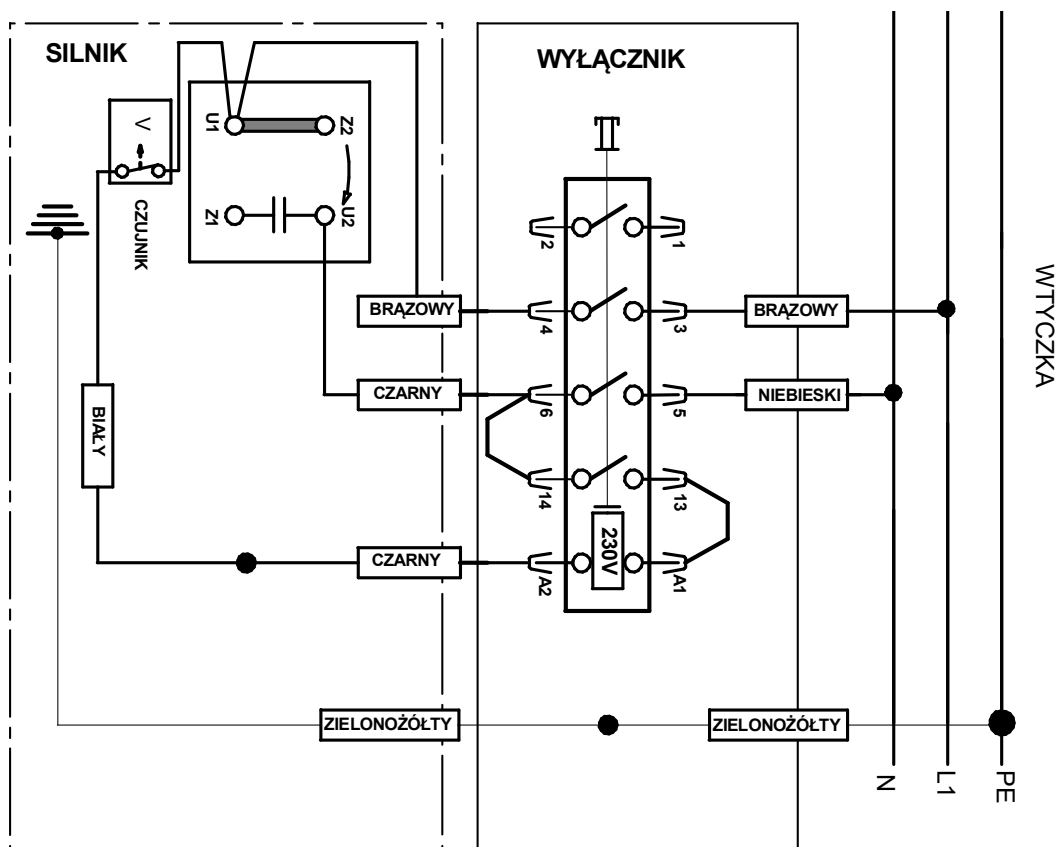 SILNIK
WYŁĄCZNIK
WTYCZKA
V
CZUJNIK
U1
Z2
Z1
U2
2
1
BRĄZOWY
4
3
BRĄZOWY
CZARNY
6
5
NIEBIESKI
BIAŁY
14
13
CZARNY
A2
230V
A1
ZIELONOŻÓŁTY
ZIELONOŻÓŁTY
N
L1
PE